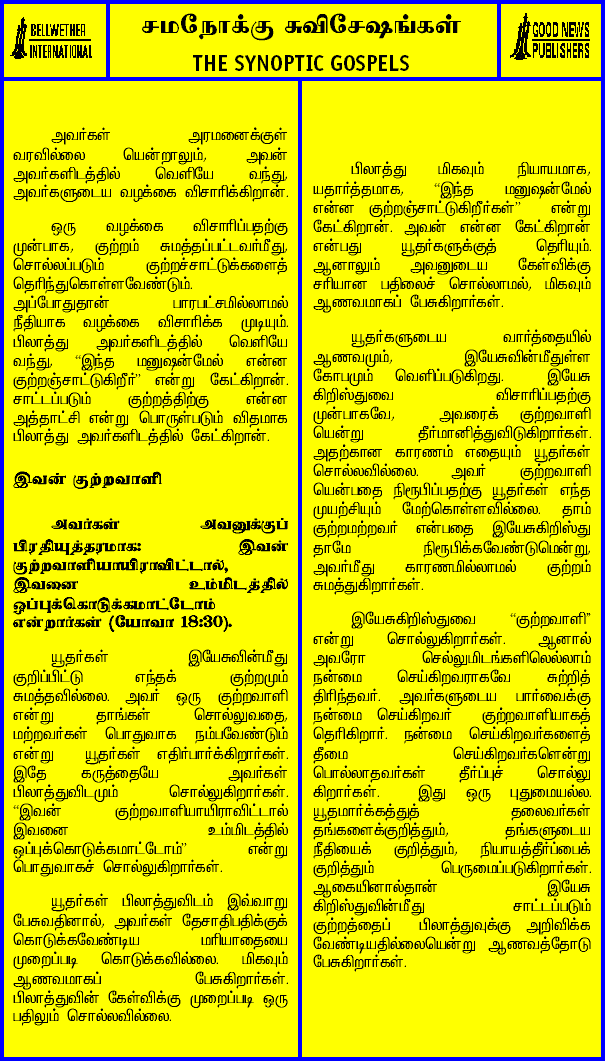 BELLWETHER
INTERNATIONAL
சமநோக்கு சுவிசேஷங்கள்
THE SYNOPTIC GOSPELS
GOOD NEWS
PUBLISHERS
அவர்கள் அரமனைக்குள்
வரவில்லை யென்றாலும், அவன்
அவர்களிடத்தில் வெளியே வந்து,
அவர்களுடைய வழக்கை விசாரிக்கிறான்.
ஒரு வழக்கை விசாரிப்பதற்கு
முன்பாக, குற்றம் சுமத்தப்பட்டவர்மீது,
சொல்லப்படும் குற்றச்சாட்டுக்களைத்
தெரிந்துகொள்ளவேண்டும்.
அப்போதுதான் பாரபட்சமில்லாமல்
நீதியாக வழக்கை விசாரிக்க முடியும்.
பிலாத்து அவர்களிடத்தில் வெளியே
வந்து, “இந்த மனுஷன்மேல் என்ன
குற்றஞ்சாட்டுகிறீர்” என்று கேட்கிறான்.
சாட்டப்படும் குற்றத்திற்கு என்ன
அத்தாட்சி என்று பொருள்படும் விதமாக
பிலாத்து அவர்களிடத்தில் கேட்கிறான்.
இவன் குற்றவாளி
அவர்கள் அவனுக்குப்
பிரதியுத்தரமாக: இவன்
குற்றவாளியாயிராவிட்டால்,
இவனை உம்மிடத்தில்
ஒப்புக்கொடுக்கமாட்டோம்
என்றார்கள் (யோவா 18:30).
யூதர்கள் இயேசுவின்மீது
குறிப்பிட்டு எந்தக் குற்றமும்
சுமத்தவில்லை. அவர் ஒரு குற்றவாளி
என்று தாங்கள் சொல்லுவதை,
மற்றவர்கள் பொதுவாக நம்பவேண்டும்
என்று யூதர்கள் எதிர்பார்க்கிறார்கள்.
இதே கருத்தையே அவர்கள்
பிலாத்துவிடமும் சொல்லுகிறார்கள்.
“இவன் குற்றவாளியாயிராவிட்டால்
இவனை உம்மிடத்தில்
ஒப்புக்கொடுக்கமாட்டோம்” என்று
பொதுவாகச் சொல்லுகிறார்கள்.
யூதர்கள் பிலாத்துவிடம் இவ்வாறு
பேசுவதினால், அவர்கள் தேசாதிபதிக்குக்
கொடுக்கவேண்டிய மரியாதையை
முறைப்படி கொடுக்கவில்லை. மிகவும்
ஆணவமாகப் பேசுகிறார்கள்.
பிலாத்துவின் கேள்விக்கு முறைப்படி ஒரு
பதிலும் சொல்லவில்லை.
பிலாத்து மிகவும் நியாயமாக,
யதார்த்தமாக, “இந்த மனுஷன்மேல்
என்ன குற்றஞ்சாட்டுகிறீர்கள்” என்று
கேட்கிறான். அவன் என்ன கேட்கிறான்
என்பது யூதர்களுக்குத் தெரியும்.
ஆனாலும் அவனுடைய கேள்விக்கு
சரியான பதிலைச் சொல்லாமல், மிகவும்
ஆணவமாகப் பேசுகிறார்கள்.
யூதர்களுடைய வார்த்தையில்
ஆணவமும், இயேசுவின்மீதுள்ள
கோபமும் வெளிப்படுகிறது. இயேசு
கிறிஸ்துவை விசாரிப்பதற்கு
முன்பாகவே, அவரைக் குற்றவாளி
யென்று தீர்மானித்துவிடுகிறார்கள்.
அதற்கான காரணம் எதையும் யூதர்கள்
சொல்லவில்லை. அவர் குற்றவாளி
யென்பதை நிரூபிப்பதற்கு யூதர்கள் எந்த
முயற்சியும் மேற்கொள்ளவில்லை. தாம்
குற்றமற்றவர் என்பதை இயேசுகிறிஸ்து
தாமே நிரூபிக்கவேண்டுமென்று,
அவர்மீது காரணமில்லாமல் குற்றம்
சுமத்துகிறார்கள்.
இயேசுகிறிஸ்துவை “குற்றவாளி”
என்று சொல்லுகிறார்கள். ஆனால்
அவரோ செல்லுமிடங்களிலெல்லாம்
நன்மை செய்கிறவராகவே சுற்றித்
திரிந்தவர். அவர்களுடைய பார்வைக்கு
நன்மை செய்கிறவர் குற்றவாளியாகத்
தெரிகிறார். நன்மை செய்கிறவர்களைத்
தீமை செய்கிறவர்களென்று
பொல்லாதவர்கள் தீர்ப்புச் சொல்லு
கிறார்கள். இது ஒரு புதுமையல்ல.
யூதமார்க்கத்துத் தலைவர்கள்
தங்களைக்குறித்தும், தங்களுடைய
நீதியைக் குறித்தும், நியாயத்தீர்ப்பைக்
குறித்தும் பெருமைப்படுகிறார்கள்.
ஆகையினால்தான் இயேசு
கிறிஸ்துவின்மீது சாட்டப்படும்
குற்றத்தைப் பிலாத்துவுக்கு அறிவிக்க
வேண்டியதில்லையென்று ஆணவத்தோடு
பேசுகிறார்கள்.